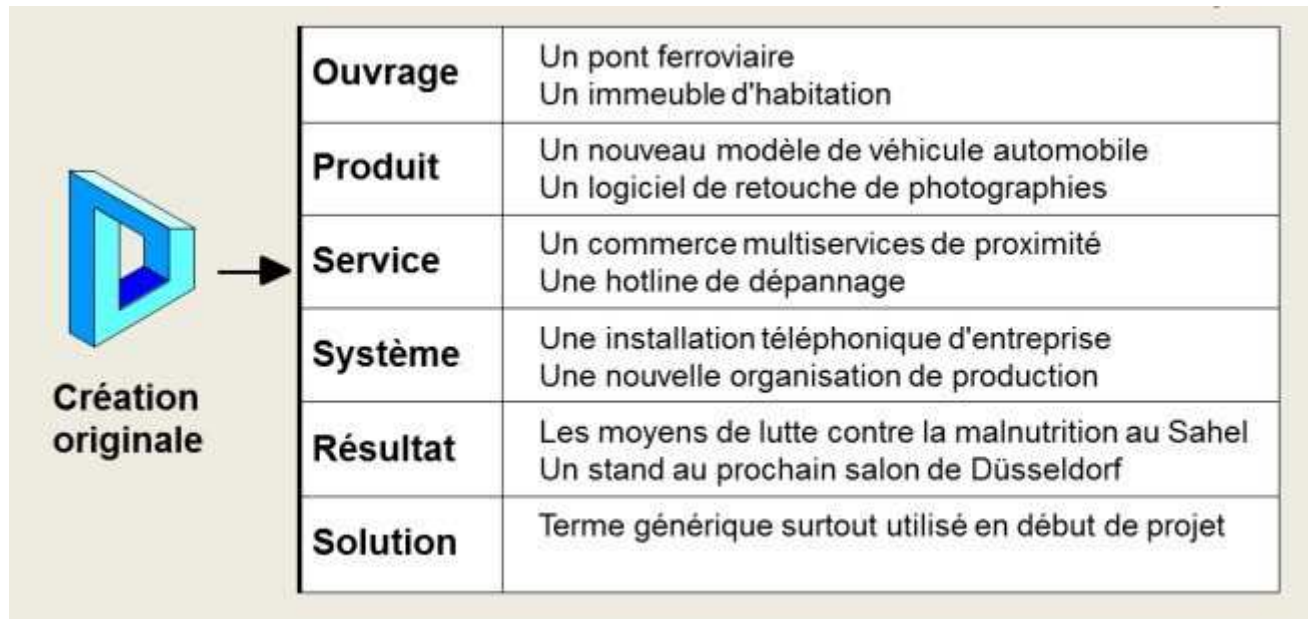 Ouvrage
Un pont ferroviaire
Un immeuble d'habitation
Produit
Un nouveau modèle de véhicule automobile
Un logiciel de retouche de photographies
Service
Un commerce multiservices de proximité
Une hotline de dépannage
Système
Une installation téléphonique d'entreprise
Une nouvelle organisation de production
Création
originale
Résultat
Les moyens de lutte contre la malnutrition au Sahel
Un stand au prochain salon de Düsseldorf
Solution
Terme générique surtout utilisé en début de projet